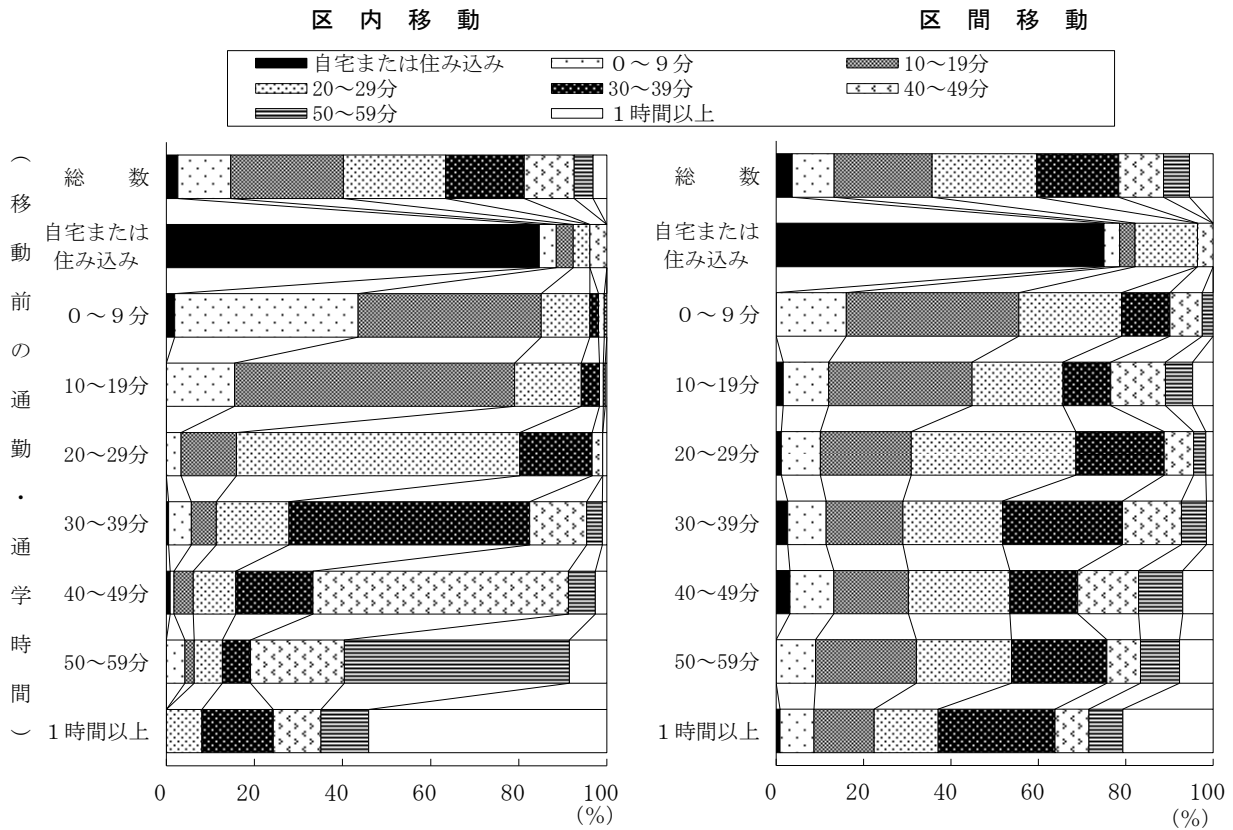 区 内 移 動
区 間 移 動
自宅または住み込み ０～９分 10～19分
20～29分 30～39分 40～49分
50～59分 １時間以上
（移動前の通勤・通学時間）
総　数
自宅または
住み込み
０～９分
10～19分
20～29分
30～39分
40～49分
50～59分
１時間以上
0 20 40 60 80 100
(%)
総　数
自宅または
住み込み
０～９分
10～19分
20～29分
30～39分
40～49分
50～59分
１時間以上
0 20 40 60 80 100
(%)